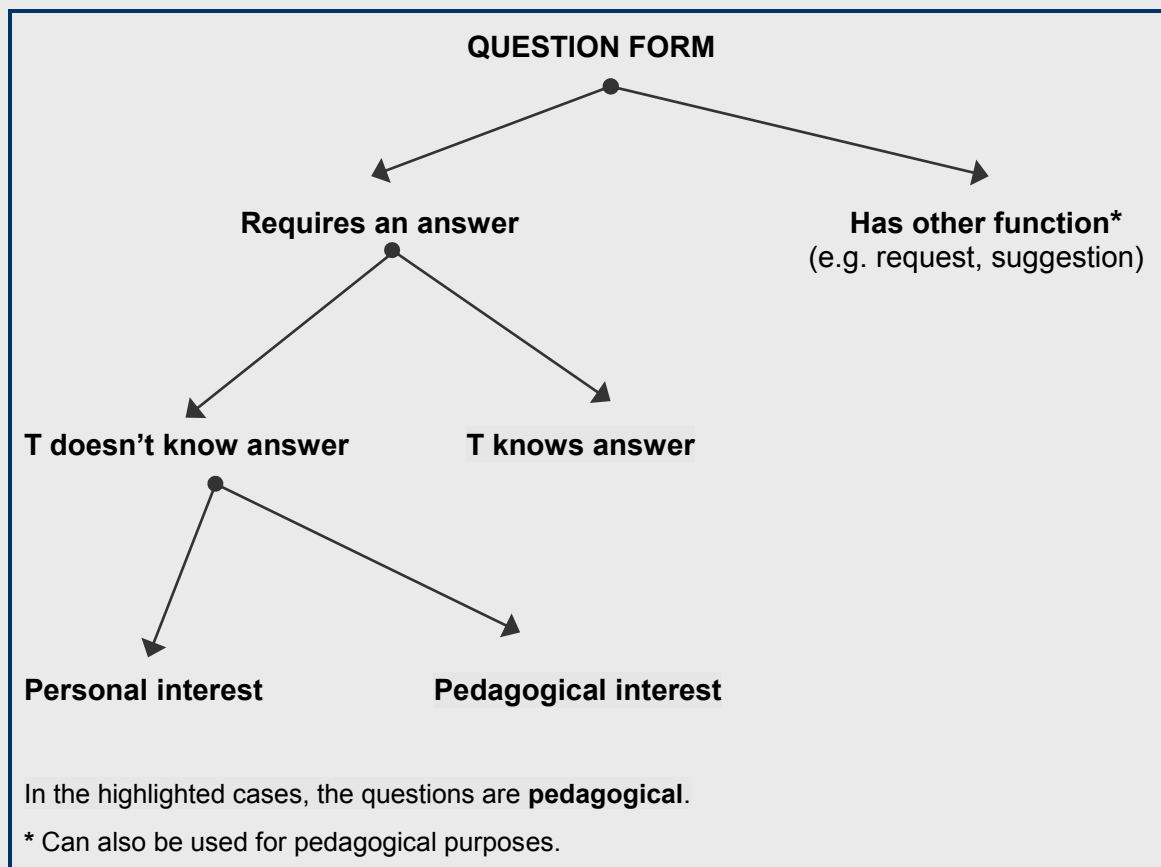 QUESTION FORM
Requires an answer
Has other function*
(e.g. request, suggestion)
T doesn’t know answer
T knows answer
Personal interest
Pedagogical interest
In the highlighted cases, the questions are pedagogical.
* Can also be used for pedagogical purposes.